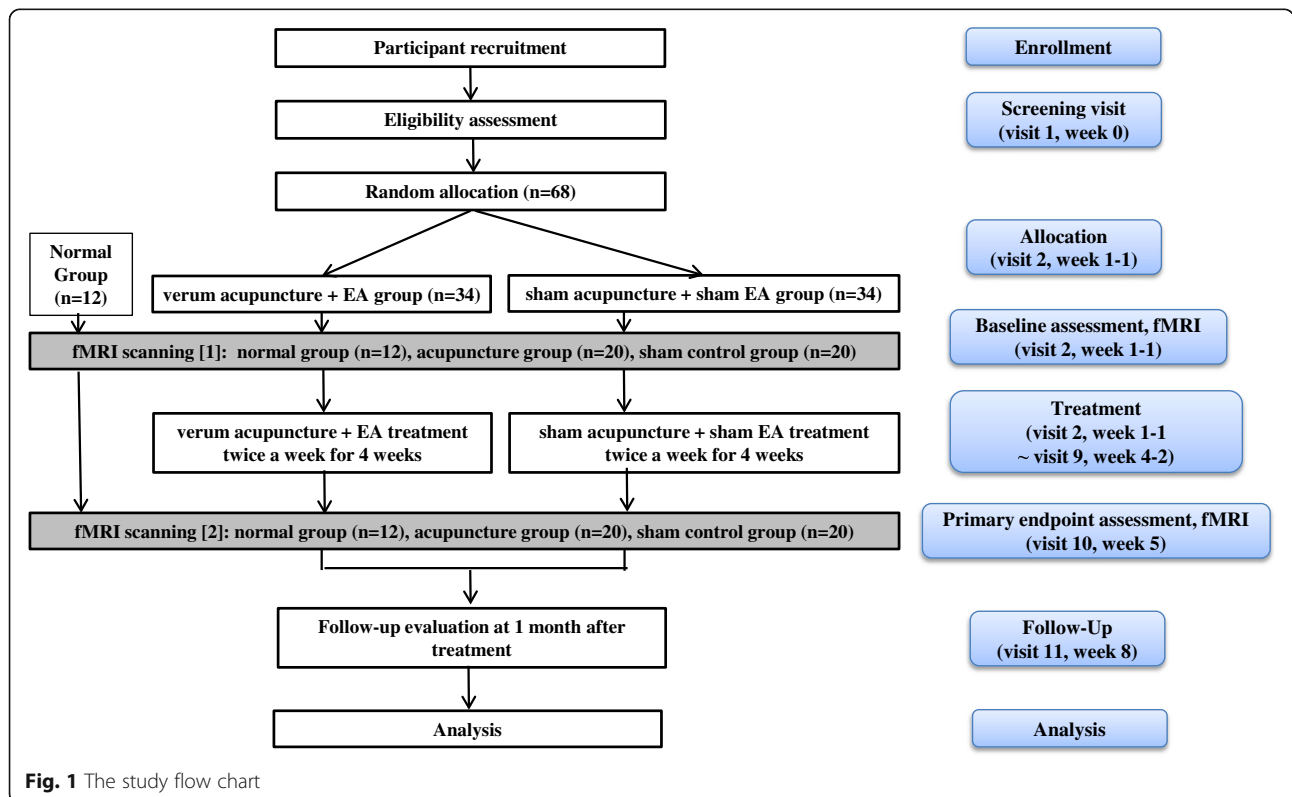 Participant recruitment
Enrollment
Eligibility assessment
Screening visit
(visit 1, week 0)
Random allocation (n=68)
Allocation
(visit 2, week 1-1)
Normal
Group
(n=12)
verum acupuncture + EA group (n=34)
sham acupuncture + sham EA group (n=34)
fMRI scanning [1]: normal group (n=12), acupuncture group (n=20), sham control group (n=20)
Baseline assessment, fMRI
(visit 2, week 1-1)
verum acupuncture + EA treatment
twice a week for 4 weeks
sham acupuncture + sham EA treatment
twice a week for 4 weeks
Treatment
(visit 2, week 1-1
~ visit 9, week 4-2)
fMRI scanning [2]: normal group (n=12), acupuncture group (n=20), sham control group (n=20)
Primary endpoint assessment, fMRI
(visit 10, week 5)
Follow-up evaluation at 1 month after
treatment
Follow-Up
(visit 11, week 8)
Analysis
Analysis
Fig. 1 The study flow chart